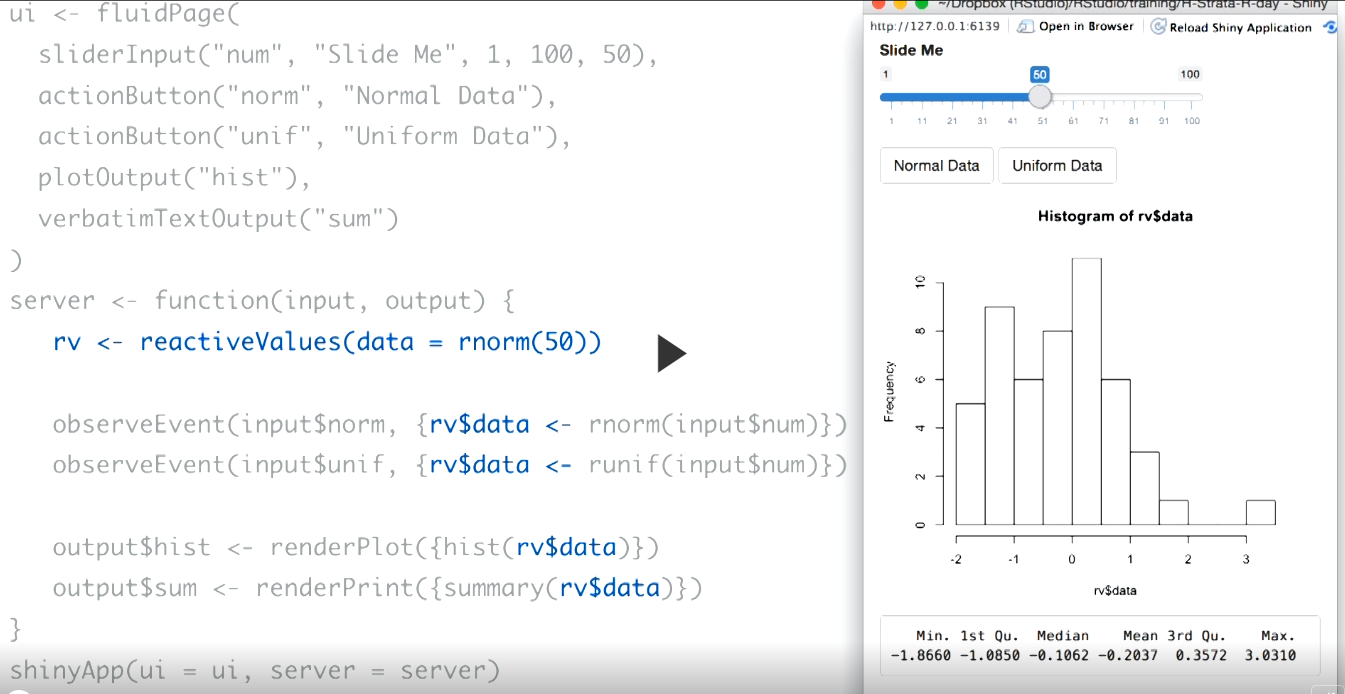 ui <- fluidPage(
sliderInput("num", "Slide Me", 1, 100, 50),
actionButton("norm", "Normal Data"),
actionButton("unif", "Uniform Data"),
plotOutput("hist"),
verbatimTextOutput("sum")
)
server <- function(input, output) {
rv <- reactiveValues(data = rnorm(50))
observeEvent(input$norm, {rv$data <- rnorm(input$num)})
observeEvent(input$unif, {rv$data <- runif(input$num)})
output$hist <- renderPlot({hist(rv$data)})
output$sum <- renderPrint({summary(rv$data)})
}
shinyApp(ui = ui, server = server)
~/Dropbox (RStudio)/RStudio/training/R-Strata-R-day - Shiny
http://127.0.0.1:6139 Open in Browser Reload Shiny Application
Slide Me
1 50 100
1 11 21 31 41 51 61 71 81 91 100
Normal Data Uniform Data
Histogram of rv$data
Frequency
10
8
6
4
2
0
-2 -1 0 1 2 3
rv$data
Min. 1st Qu. Median Mean 3rd Qu. Max.
-1.8660 -1.0850 -0.1062 -0.2037 0.3572 3.0310